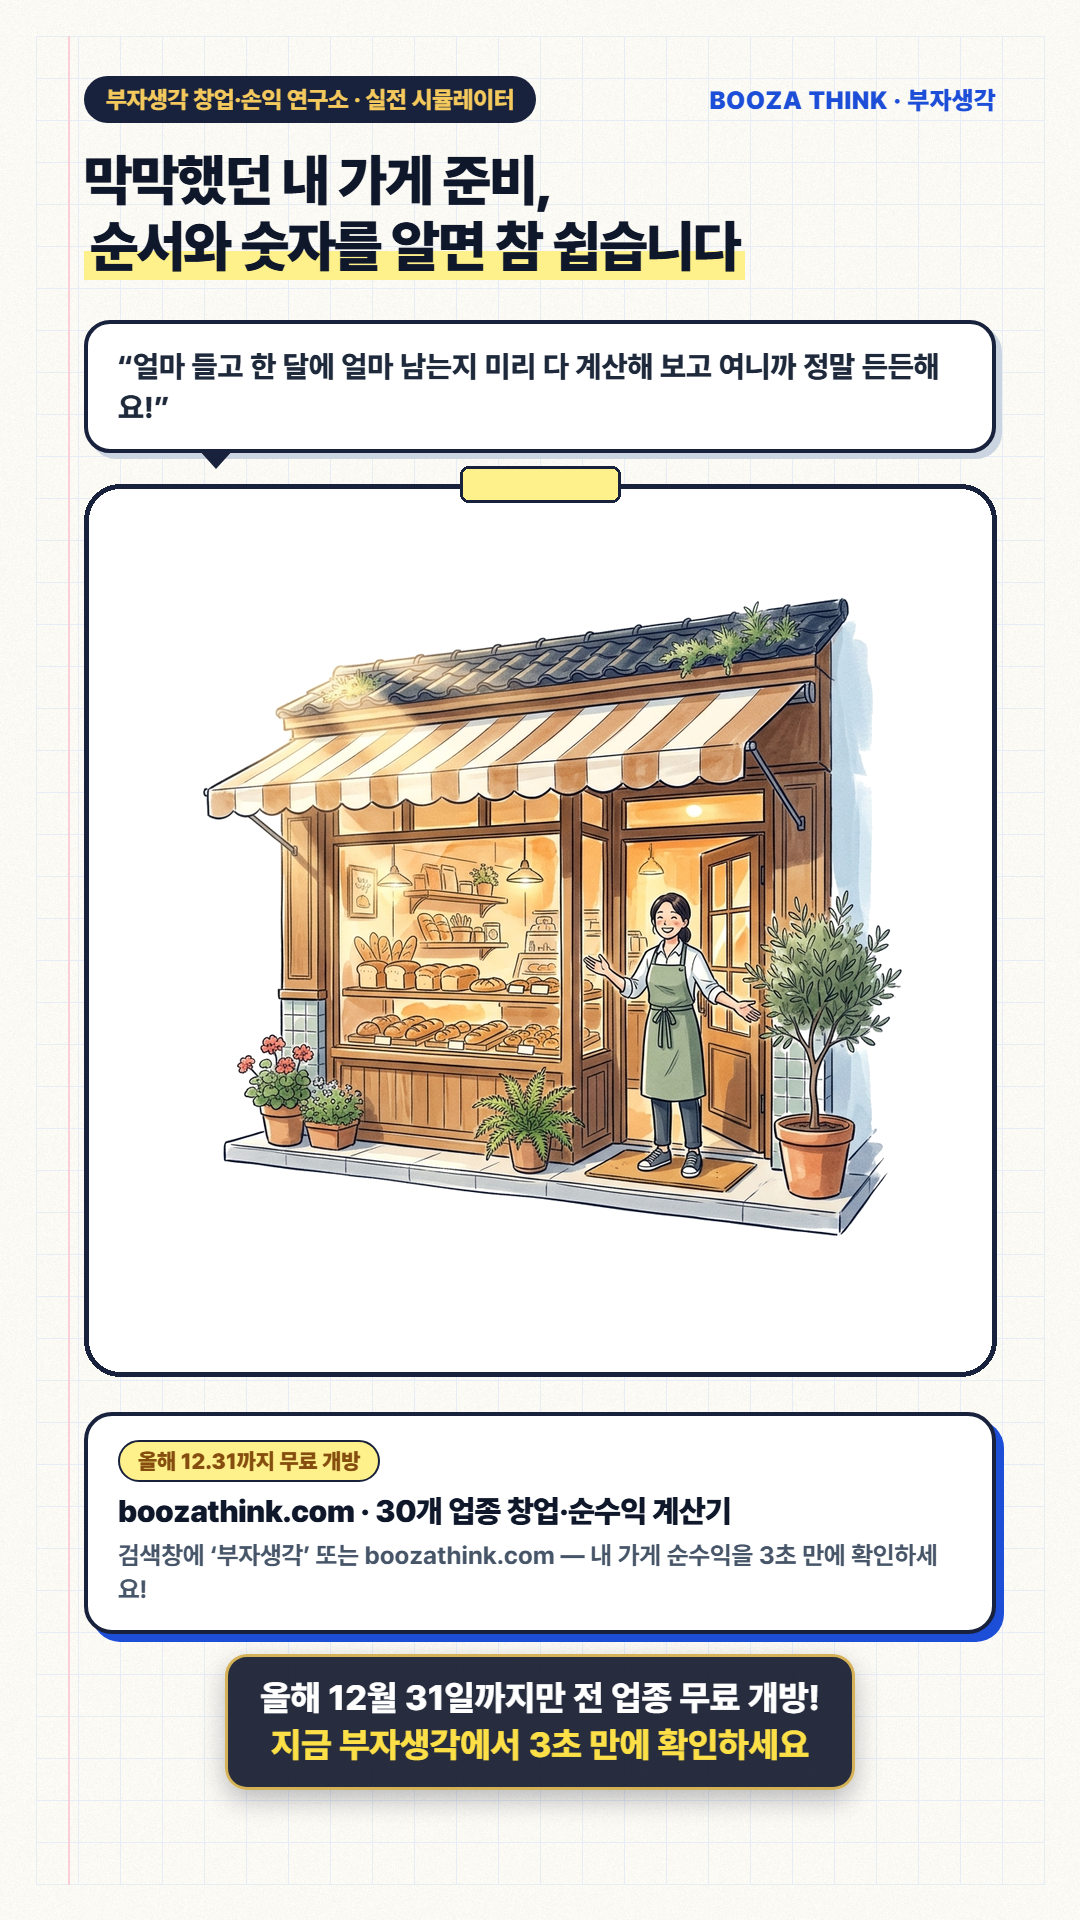 부자생각 창업·손익 연구소 · 실전 시뮬레이터
BOOZA THINK · 부자생각
막막했던 내 가게 준비,
순서와 숫자를 알면 참 쉽습니다
“얼마 들고 한 달에 얼마 남는지 미리 다 계산해 보고 여니까 정말 든든해
요!”
올해 12.31까지 무료 개방
boozathink.com · 30개 업종 창업·순수익 계산기
검색창에 ‘부자생각’ 또는 boozathink.com — 내 가게 순수익을 3초 만에 확인하세
요!
올해 12월 31일까지만 전 업종 무료 개방!
지금 부자생각에서 3초 만에 확인하세요